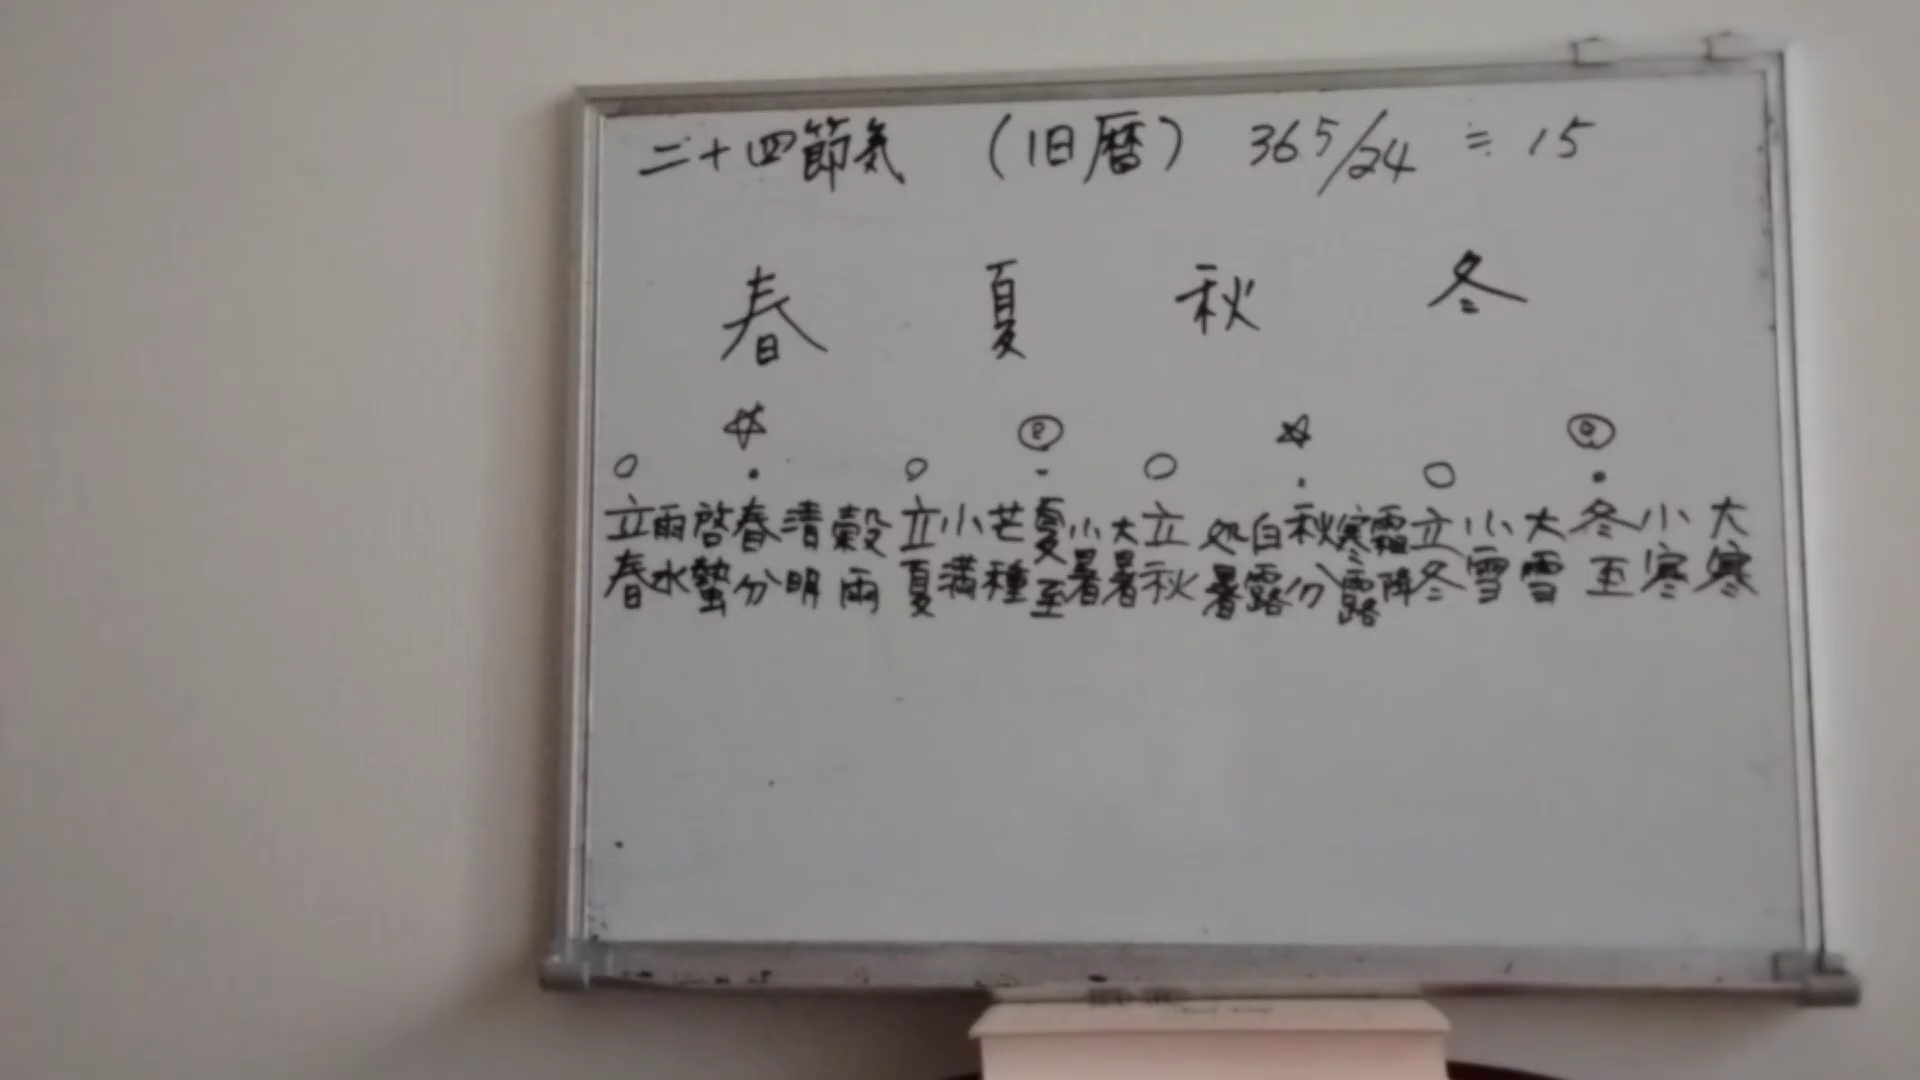 二十四節気 (旧暦) 365/24 ≒ 15
春 夏 秋 冬
立春 雨水 啓蟄 春分 清明 穀雨 立夏 小満 芒種 夏至 小暑 大暑 立秋 処暑 白露 秋分 寒露 霜降 立冬 小雪 大雪 冬至 小寒 大寒